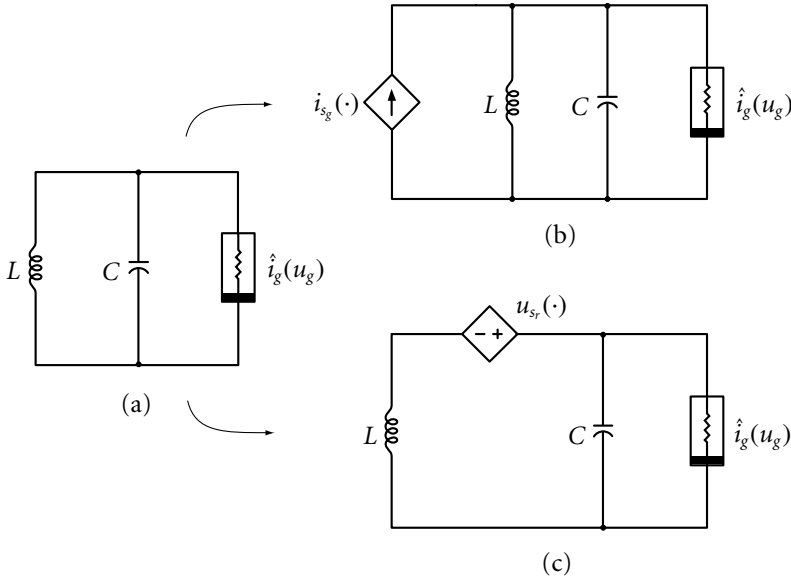 i_{s_g}(·)
L
C
î_g(u_g)
(b)
L
C
î_g(u_g)
(a)
u_{s_r}(·)
- +
L
C
î_g(u_g)
(c)